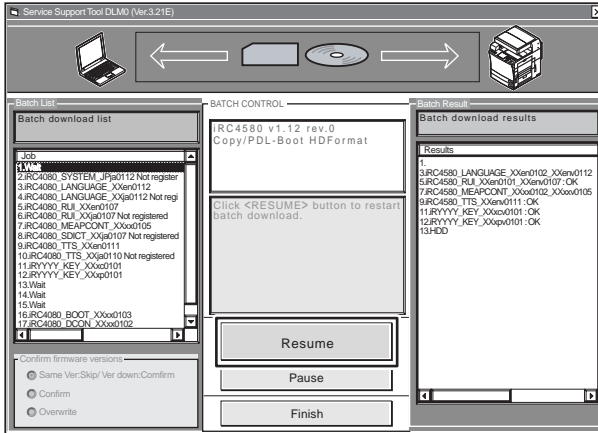 Service Support Tool DLM0 (Ver.3.21E)
Batch List
Batch download list
Job
1.Wait
2.iRC4080_SYSTEM_JPja0112 Not register
3.iRC4080_LANGUAGE_XXen0112
4.iRC4080_LANGUAGE_XXja0112 Not regi
5.iRC4080_RUI_XXen0107
6.iRC4080_RUI_XXja0107 Not registered
7.iRC4080_MEAPCONT_XXxx0105
8.iRC4080_SDICT_XXja0107 Not registered
9.iRC4080_TTS_XXen0111
10.iRC4080_TTS_XXja0110 Not registered
11.iRYYYY_KEY_XXxc0101
12.iRYYYY_KEY_XXxp0101
13.Wait
14.Wait
15.Wait
16.iRC4080_BOOT_XXxx0103
17.iRC4080_DCON_XXxx0102
Confirm firmware versions
Same Ver:Skip/ Ver down:Comfirm
Confirm
Overwrite
BATCH CONTROL
iRC4580 v1.12 rev.0
Copy/PDL-Boot HDFormat
Click <RESUME> button to restart
batch download.
Resume
Pause
Finish
Batch Result
Batch download results
Results
1.
3.iRC4580_LANGUAGE_XXen0102_XXenv0112
5.iRC4580_RUI_XXen0101_XXenv0107 : OK
7.iRC4580_MEAPCONT_XXxx0102_XXxxv0105
9.iRC4580_TTS_XXenv0111 : OK
11.iRYYYY_KEY_XXxcv0101 : OK
12.iRYYYY_KEY_XXxpv0101 : OK
13.HDD